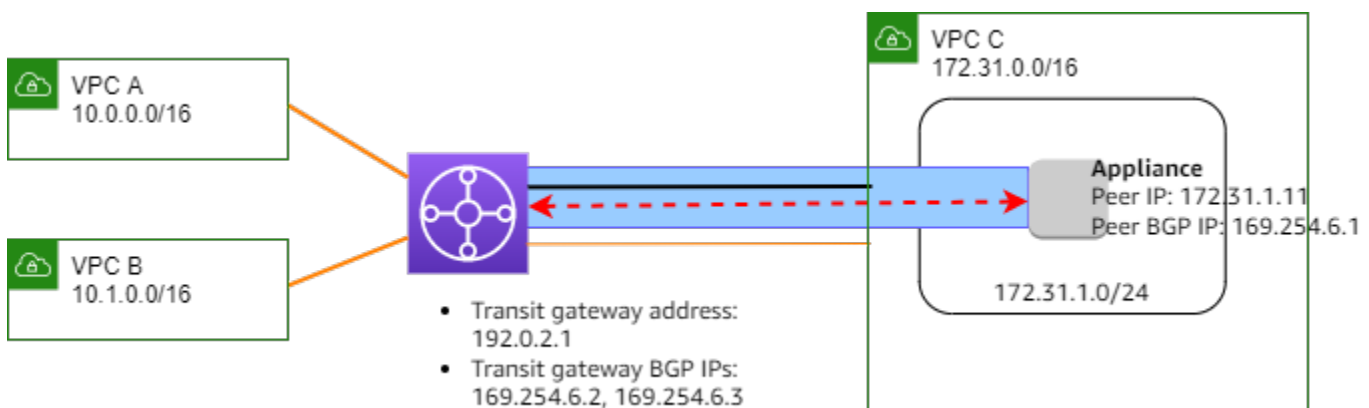 VPC A
10.0.0.0/16
VPC B
10.1.0.0/16
• Transit gateway address:
192.0.2.1
• Transit gateway BGP IPs:
169.254.6.2, 169.254.6.3
VPC C
172.31.0.0/16
Appliance
Peer IP: 172.31.1.11
Peer BGP IP: 169.254.6.1
172.31.1.0/24